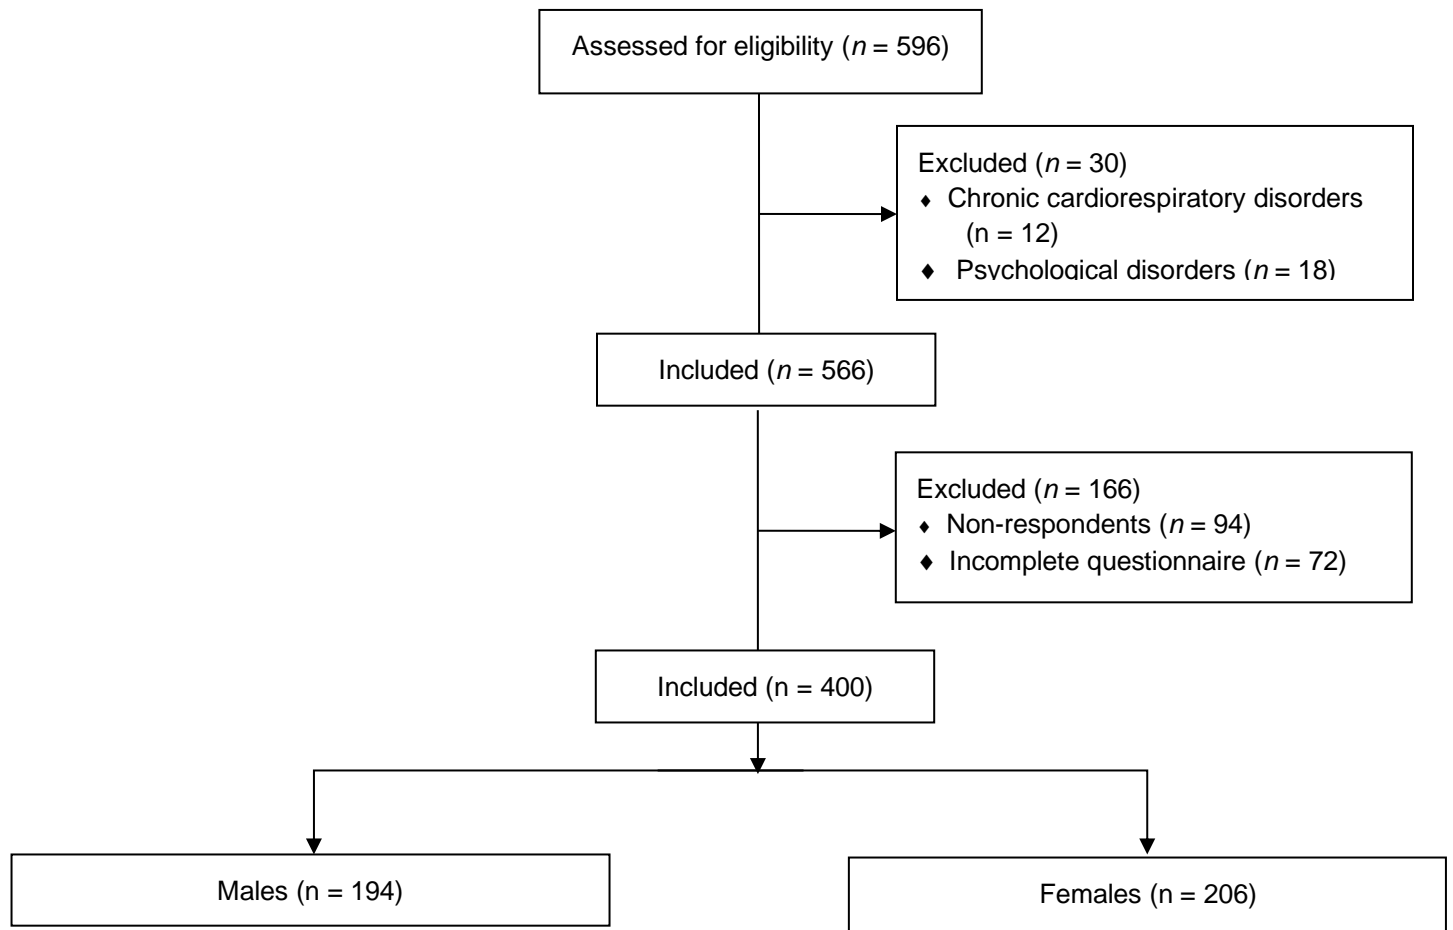 Assessed for eligibility (n = 596)
Excluded (n = 30)
♦ Chronic cardiorespiratory disorders
(n = 12)
♦ Psychological disorders (n = 18)
Included (n = 566)
Excluded (n = 166)
♦ Non-respondents (n = 94)
♦ Incomplete questionnaire (n = 72)
Included (n = 400)
Males (n = 194)
Females (n = 206)